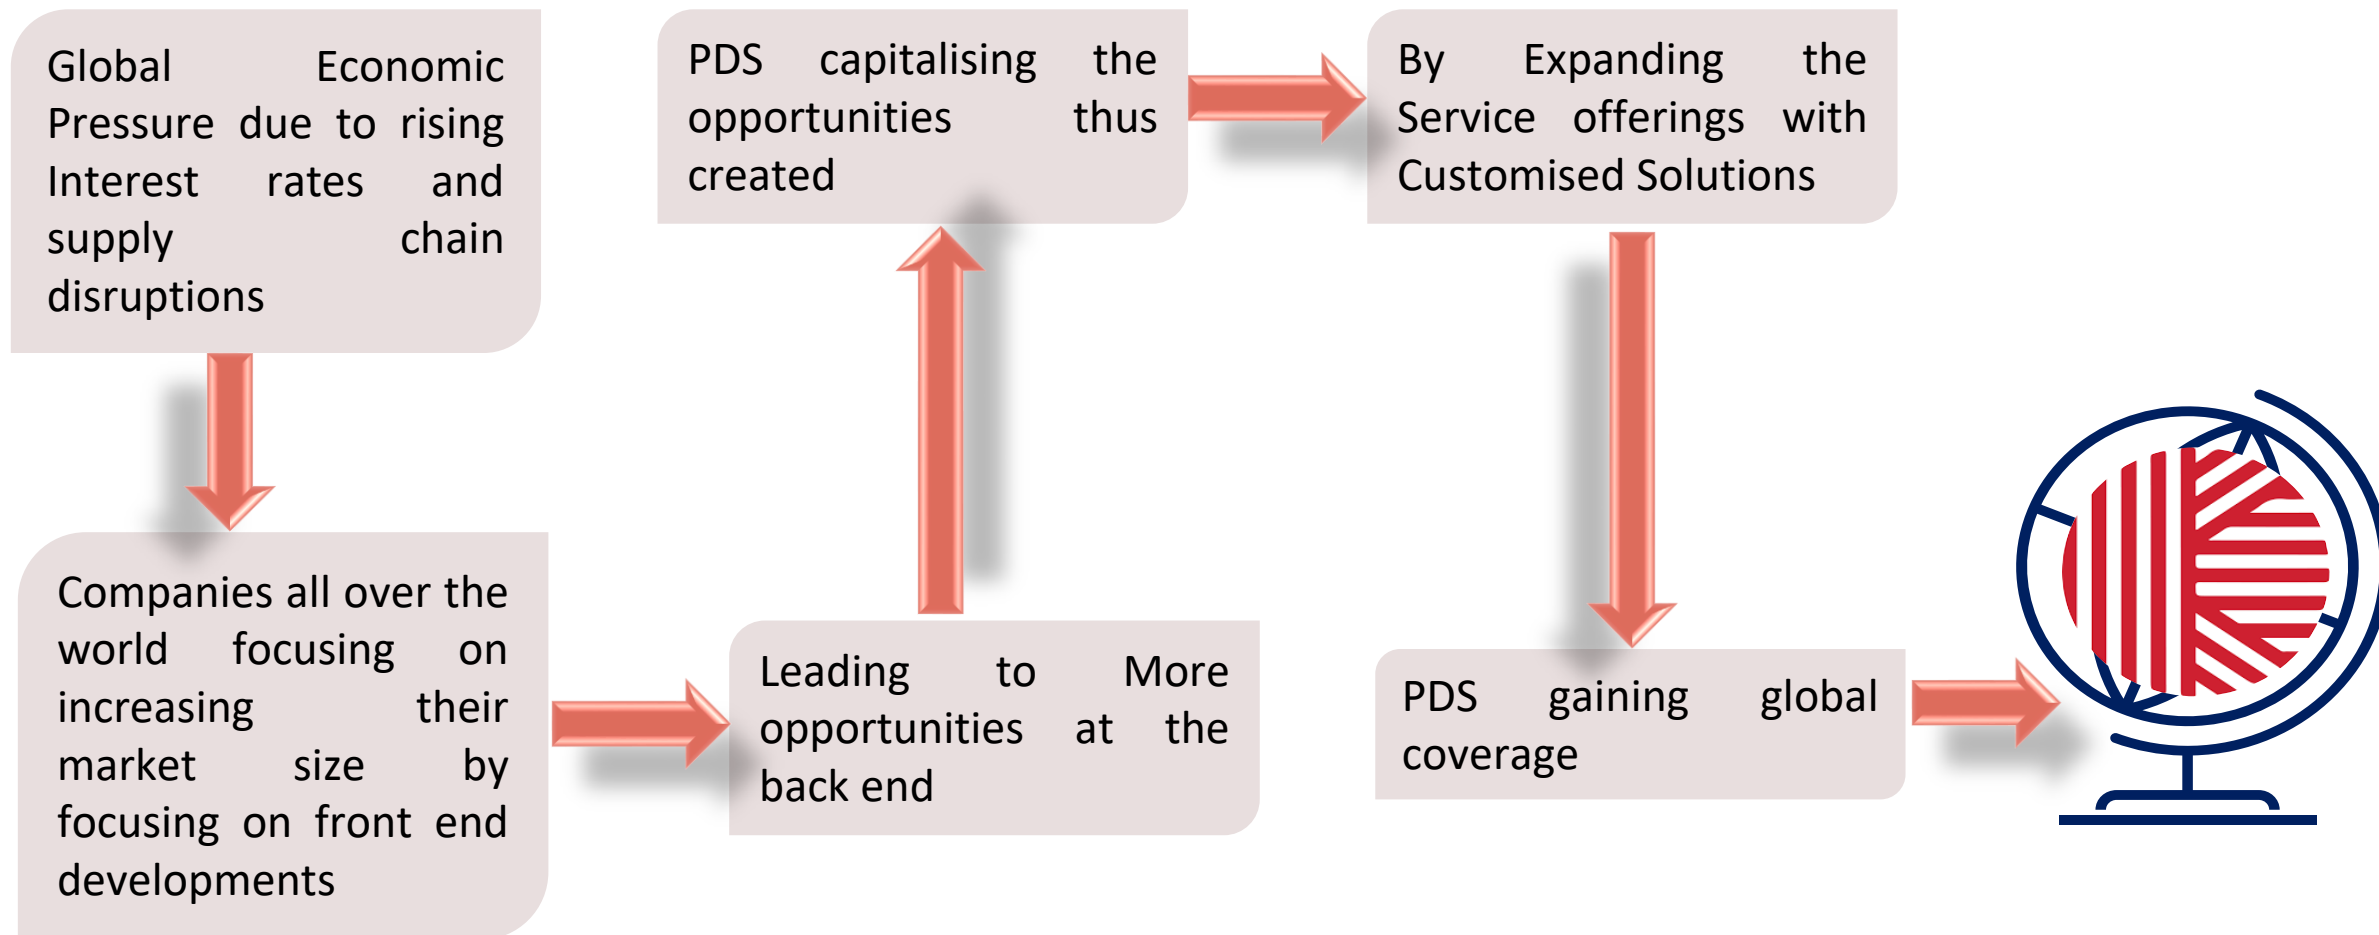 Global Economic
Pressure due to rising
Interest rates and
supply chain
disruptions
Companies all over the
world focusing on
increasing their
market size by
focusing on front end
developments
Leading to More
opportunities at the
back end
PDS capitalising the
opportunities thus
created
By Expanding the
Service offerings with
Customised Solutions
PDS gaining global
coverage